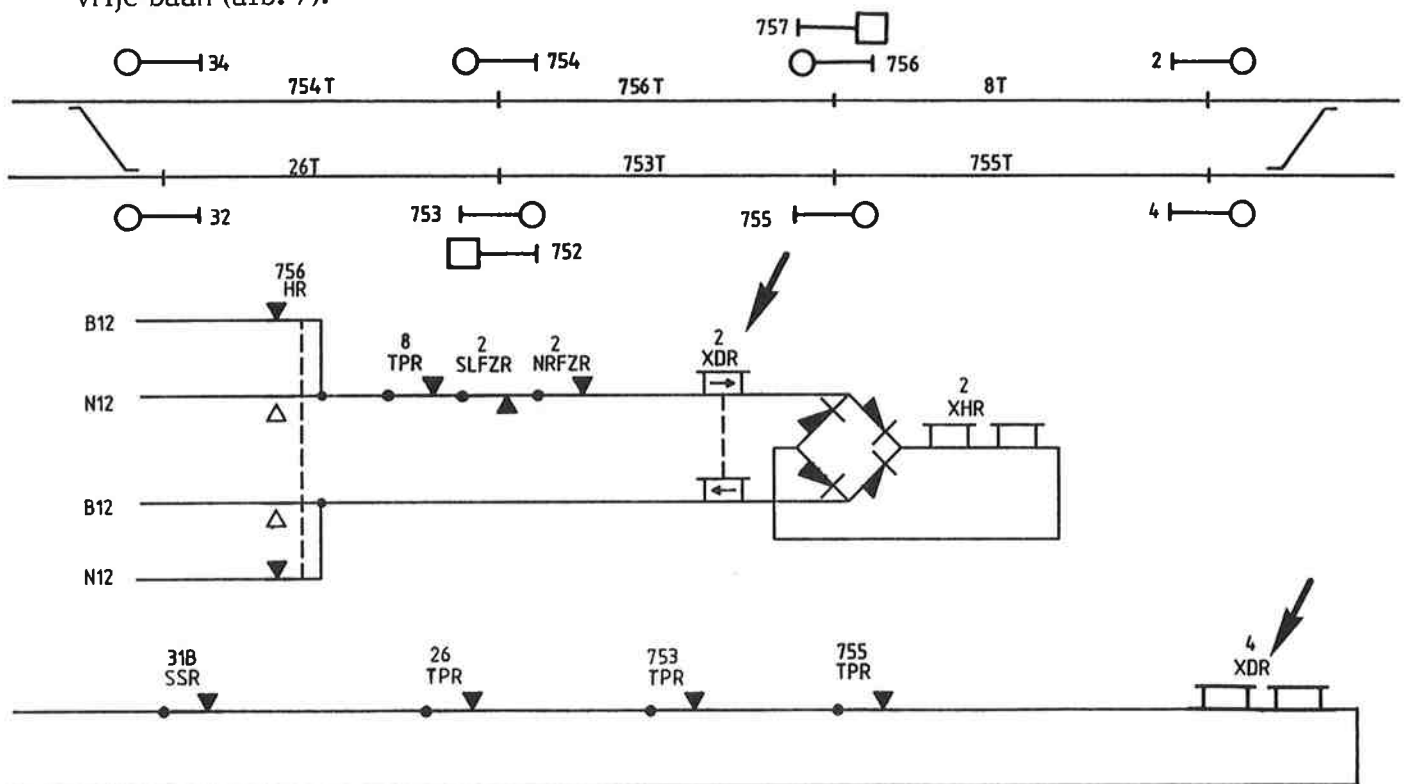 vrije baan (afb. 7).
757
34
754
756
2
754T
756T
8T
26T
753T
755T
32
753
755
4
752
756
HR
B12
8
TPR
2
SLFZR
2
NRFZR
2
XDR
2
XHR
N12
B12
N12
31B
SSR
26
TPR
753
TPR
755
TPR
4
XDR